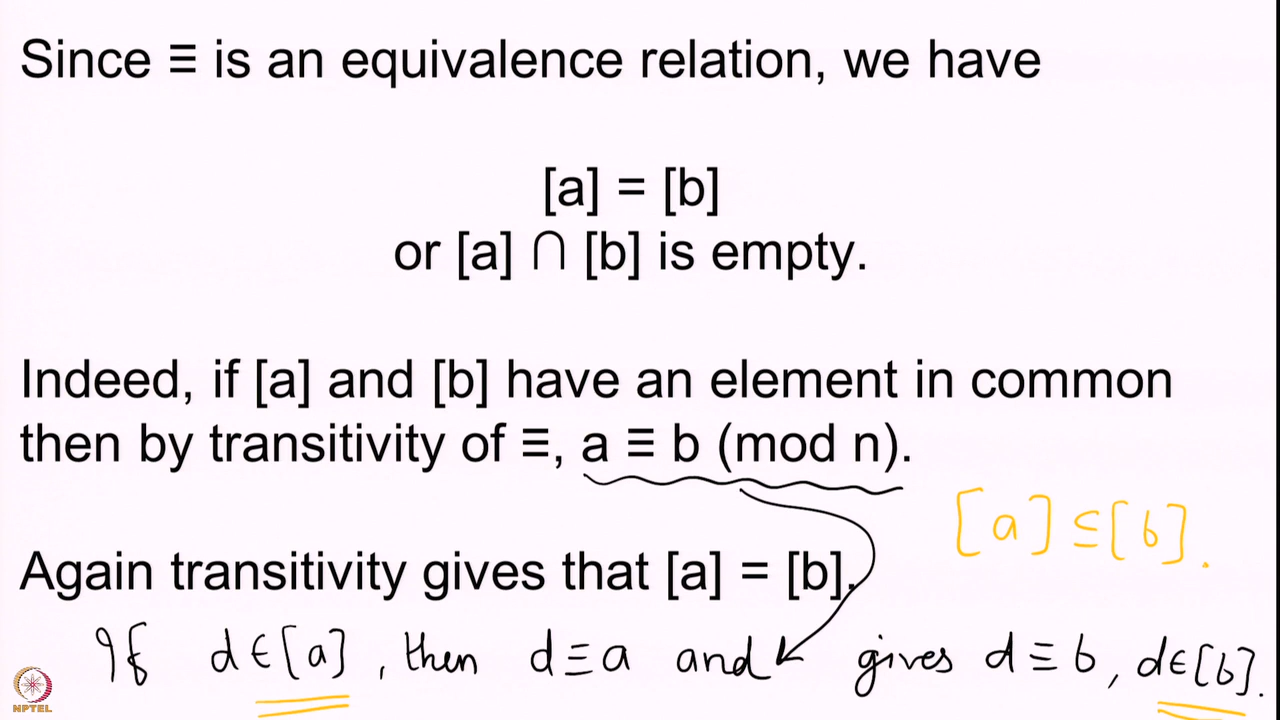 Since ≡ is an equivalence relation, we have
[a] = [b]
or [a] ∩ [b] is empty.
Indeed, if [a] and [b] have an element in common
then by transitivity of ≡, a ≡ b (mod n).
[a] ⊆ [b].
Again transitivity gives that [a] = [b].
If d ∈ [a], then d ≡ a and gives d ≡ b, d ∈ [b].
NPTEL